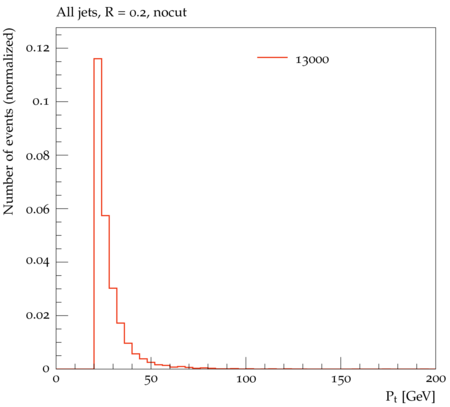 All jets, R = 0.2, nocut
Number of events (normalized)
0.12
0.1
0.08
0.06
0.04
0.02
0
13000
0 50 100 150 200
Pt [GeV]